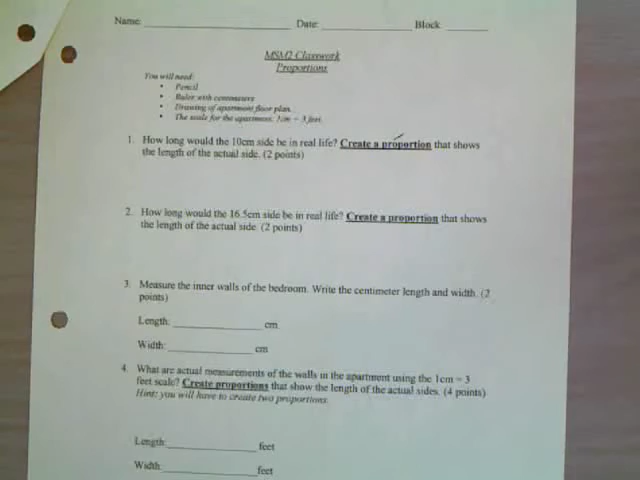 Name: ____________________ Date: ____________ Block ______
MSM2 Classwork
Proportions
You will need:
• Pencil
• Ruler with centimeters
• Drawing of apartment floor plan.
• The scale for the apartment: 1cm = 3 feet.
1. How long would the 10cm side be in real life? Create a proportion that shows
the length of the actual side. (2 points)
2. How long would the 16.5cm side be in real life? Create a proportion that shows
the length of the actual side (2 points)
3. Measure the inner walls of the bedroom. Write the centimeter length and width. (2
points)
Length: ____________ cm
Width: ____________ cm
4. What are actual measurements of the walls in the apartment using the 1cm = 3
feet scale? Create proportions that show the length of the actual sides. (4 points)
Hint: you will have to create two proportions.
Length: ____________ feet
Width: ____________ feet